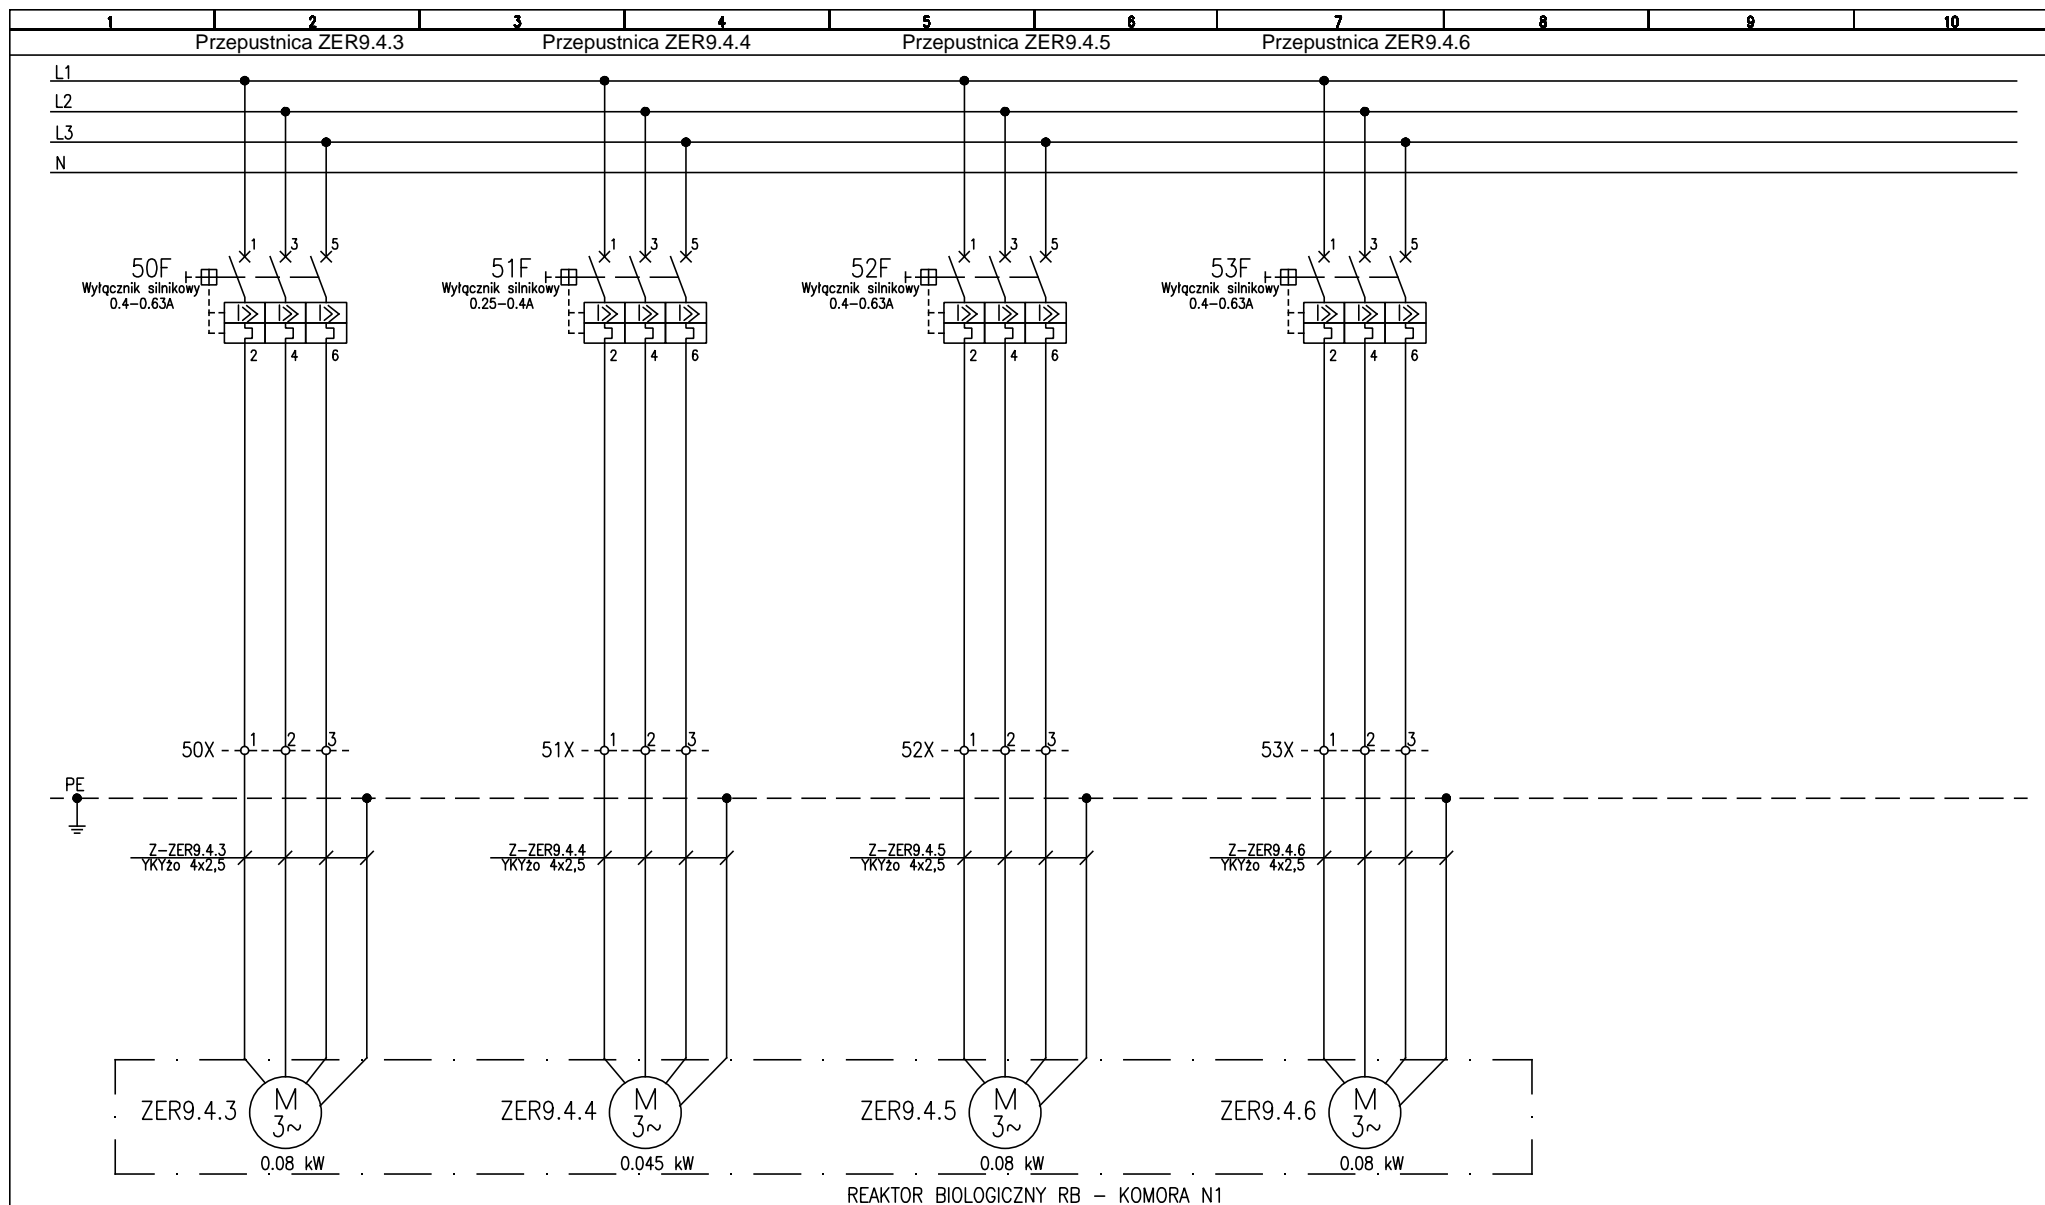 1 2 3 4 5 6 7 8 9 10
Przepustnica ZER9.4.3 Przepustnica ZER9.4.4 Przepustnica ZER9.4.5 Przepustnica ZER9.4.6
L1
L2
L3
N
1 3 5 1 3 5 1 3 5 1 3 5
50F 51F 52F 53F
Wyłącznik silnikowy Wyłącznik silnikowy Wyłącznik silnikowy Wyłącznik silnikowy
0.4-0.63A 0.25-0.4A 0.4-0.63A 0.4-0.63A
2 4 6 2 4 6 2 4 6 2 4 6
50X 1 2 3 51X 1 2 3 52X 1 2 3 53X 1 2 3
PE
Z-ZER9.4.3 Z-ZER9.4.4 Z-ZER9.4.5 Z-ZER9.4.6
YKYżo 4x2,5 YKYżo 4x2,5 YKYżo 4x2,5 YKYżo 4x2,5
ZER9.4.3 M ZER9.4.4 M ZER9.4.5 M ZER9.4.6 M
3~ 3~ 3~ 3~
0.08 kW 0.045 kW 0.08 kW 0.08 kW
REAKTOR BIOLOGICZNY RB - KOMORA N1